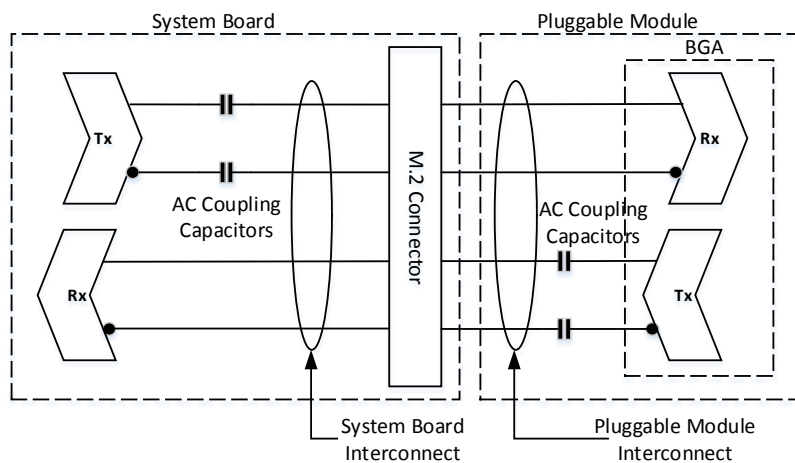 System Board
Pluggable Module
BGA
Tx
Rx
AC Coupling
Capacitors
M.2 Connector
AC Coupling
Capacitors
Rx
Tx
System Board
Interconnect
Pluggable Module
Interconnect